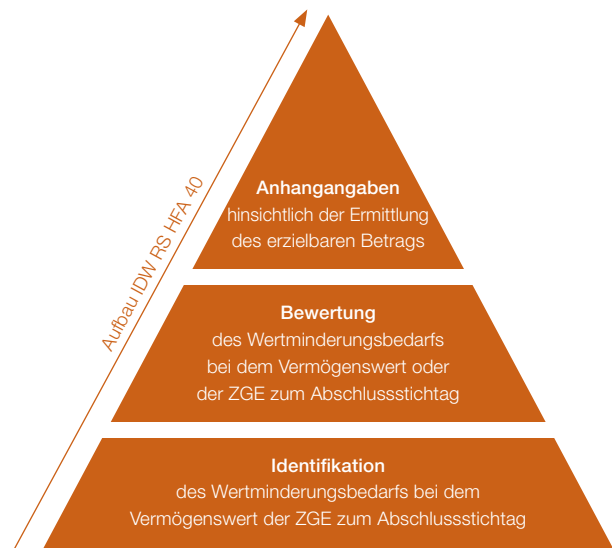 Aufbau IDW RS HFA 40
Anhangangaben
hinsichtlich der Ermittlung
des erzielbaren Betrags
Bewertung
des Wertminderungsbedarfs
bei dem Vermögenswert oder
der ZGE zum Abschlussstichtag
Identifikation
des Wertminderungsbedarfs bei dem
Vermögenswert der ZGE zum Abschlussstichtag